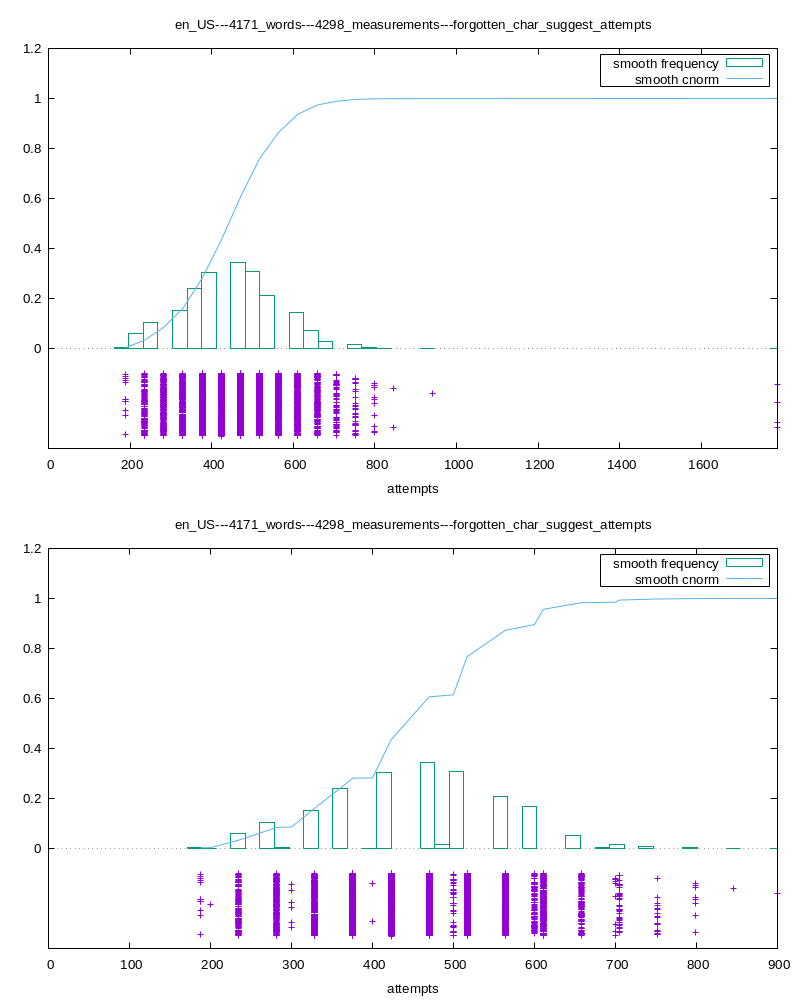 en_US---4171_words---4298_measurements---forgotten_char_suggest_attempts
smooth frequency
smooth cnorm
1.2
1
0.8
0.6
0.4
0.2
0
0 200 400 600 800 1000 1200 1400 1600
attempts
en_US---4171_words---4298_measurements---forgotten_char_suggest_attempts
smooth frequency
smooth cnorm
1.2
1
0.8
0.6
0.4
0.2
0
0 100 200 300 400 500 600 700 800 900
attempts